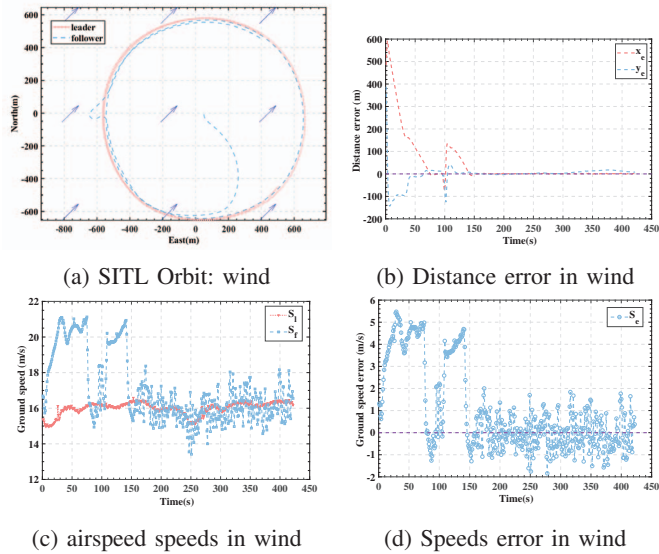 600
400
200
0
-200
-400
-600
-800 -600 -400 -200 0 200 400 600
North(m)
East(m)
leader
follower
(a) SITL Orbit: wind
600
500
400
300
200
100
0
-100
-200
0 50 100 150 200 250 300 350 400 450
Distance error (m)
Time(s)
x_e
y_e
(b) Distance error in wind
22
20
18
16
14
12
0 50 100 150 200 250 300 350 400 450
Ground speed (m/s)
Time(s)
S_l
S_f
(c) airspeed speeds in wind
6
5
4
3
2
1
0
-1
-2
0 50 100 150 200 250 300 350 400 450
Ground speed error (m/s)
Time(s)
S_e
(d) Speeds error in wind